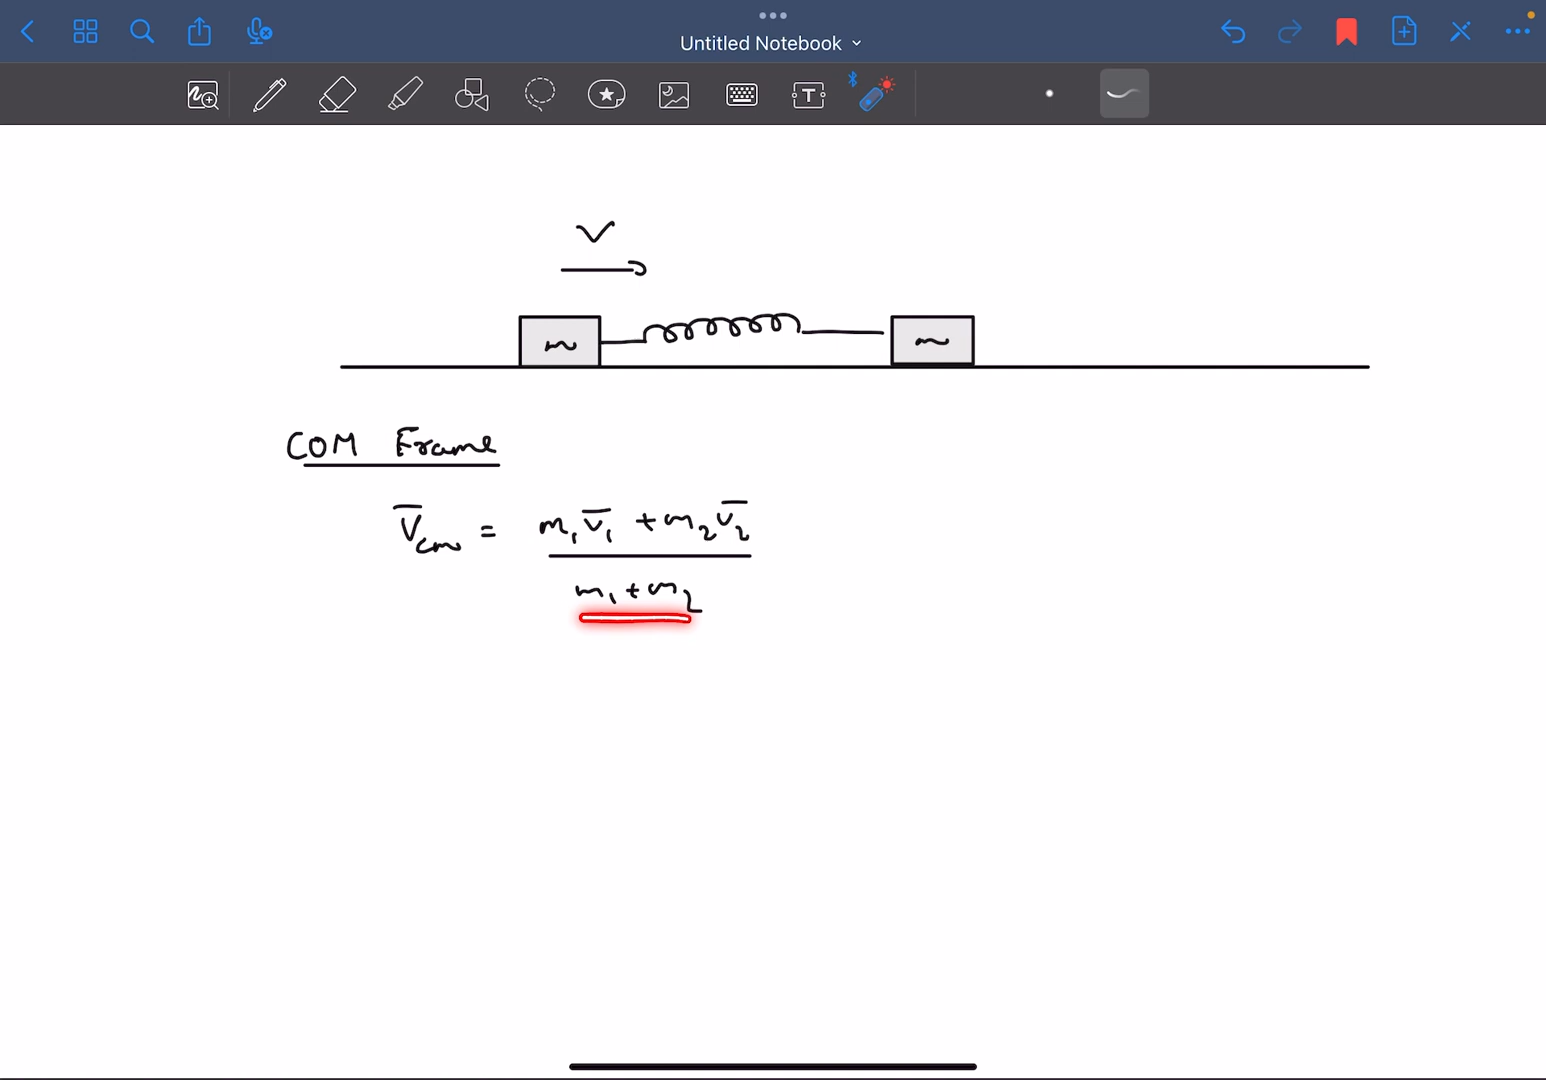 Untitled Notebook
T
V
m m
COM Frame
V̅cm = m₁v̅₁ + m₂v̅₂
m₁ + m₂